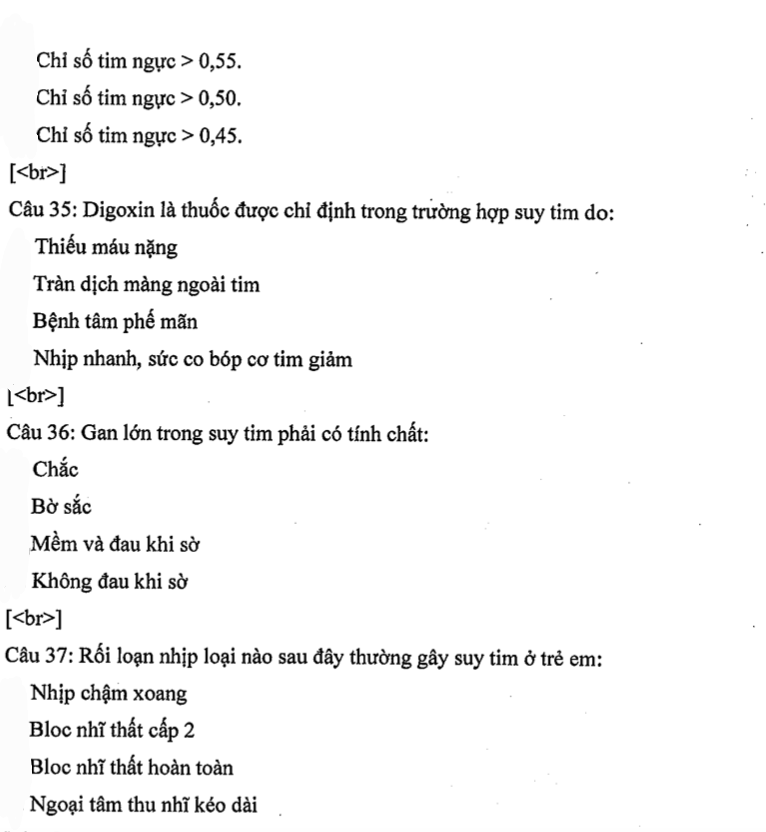 Chỉ số tim ngực > 0,55.
Chỉ số tim ngực > 0,50.
Chỉ số tim ngực > 0,45.
[<br>]
Câu 35: Digoxin là thuốc được chỉ định trong trường hợp suy tim do:
Thiếu máu nặng
Tràn dịch màng ngoài tim
Bệnh tâm phế mãn
Nhịp nhanh, sức co bóp cơ tim giảm
[<br>]
Câu 36: Gan lớn trong suy tim phải có tính chất:
Chắc
Bờ sắc
Mềm và đau khi sờ
Không đau khi sờ
[<br>]
Câu 37: Rối loạn nhịp loại nào sau đây thường gây suy tim ở trẻ em:
Nhịp chậm xoang
Bloc nhĩ thất cấp 2
Bloc nhĩ thất hoàn toàn
Ngoại tâm thu nhĩ kéo dài